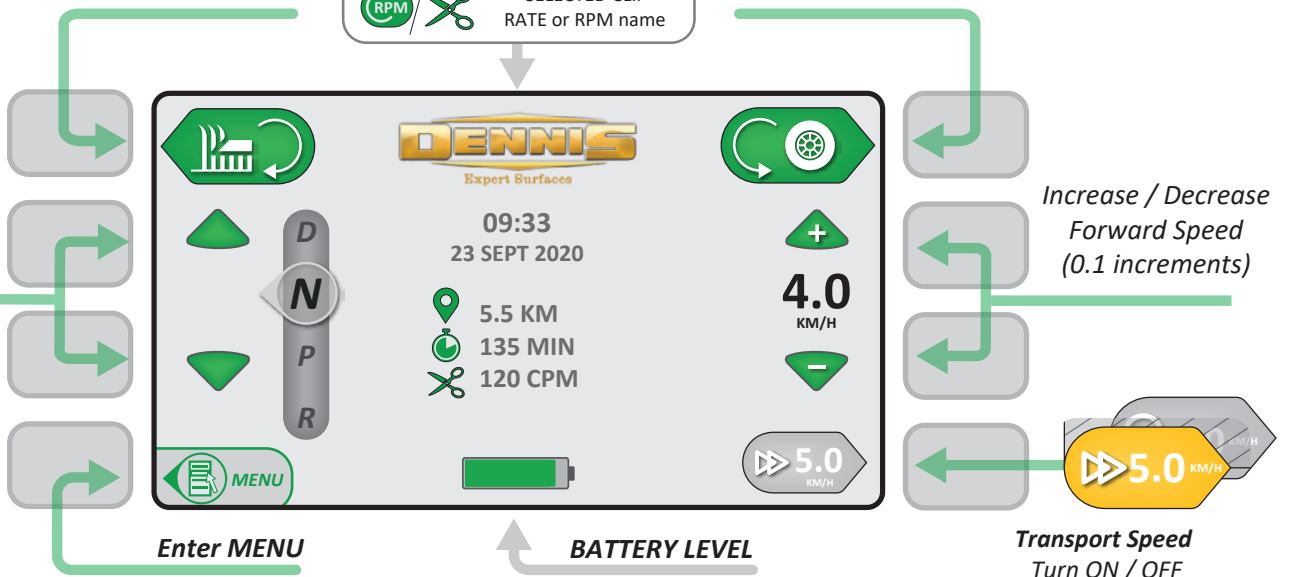 RPM
RATE or RPM name
DENNIS
Expert Surfaces
09:33
23 SEPT 2020
D
N
P
R
5.5 KM
135 MIN
120 CPM
+
4.0
KM/H
−
Increase / Decrease
Forward Speed
(0.1 increments)
MENU
5.0
KM/H
0 KM/H
5.0 KM/H
Enter MENU
BATTERY LEVEL
Transport Speed
Turn ON / OFF